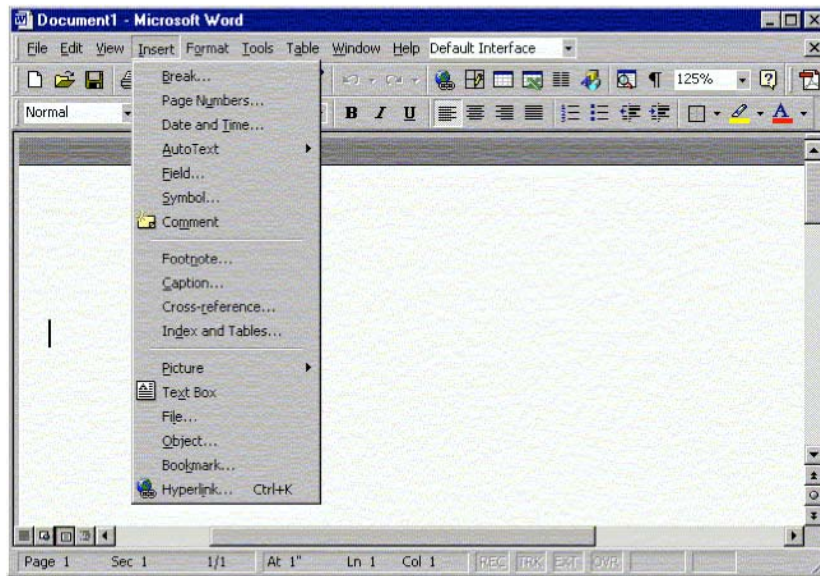 Document1 - Microsoft Word
File Edit View Insert Format Tools Table Window Help Default Interface
125%
Normal
B I U
A
Break...
Page Numbers...
Date and Time...
AutoText
Field...
Symbol...
Comment
Footnote...
Caption...
Cross-reference...
Index and Tables...
Picture
Text Box
File...
Object...
Bookmark...
Hyperlink... Ctrl+K
Page 1 Sec 1 1/1 At 1" Ln 1 Col 1 REC TRK EXT OVR